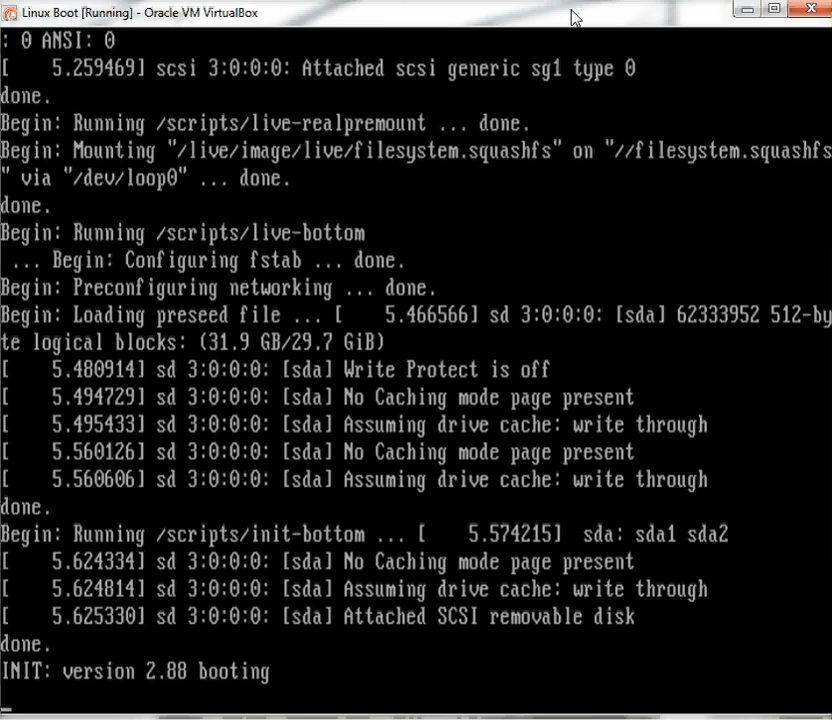 Linux Boot [Running] - Oracle VM VirtualBox
: 0 ANSI: 0
[    5.259469] scsi 3:0:0:0: Attached scsi generic sg1 type 0
done.
Begin: Running /scripts/live-realpremount ... done.
Begin: Mounting "/live/image/live/filesystem.squashfs" on "//filesystem.squashfs
" via "/dev/loop0" ... done.
done.
Begin: Running /scripts/live-bottom
 ... Begin: Configuring fstab ... done.
Begin: Preconfiguring networking ... done.
Begin: Loading preseed file ... [    5.466566] sd 3:0:0:0: [sda] 62333952 512-by
te logical blocks: (31.9 GB/29.7 GiB)
[    5.480914] sd 3:0:0:0: [sda] Write Protect is off
[    5.494729] sd 3:0:0:0: [sda] No Caching mode page present
[    5.495433] sd 3:0:0:0: [sda] Assuming drive cache: write through
[    5.560126] sd 3:0:0:0: [sda] No Caching mode page present
[    5.560606] sd 3:0:0:0: [sda] Assuming drive cache: write through
done.
Begin: Running /scripts/init-bottom ... [    5.574215]  sda: sda1 sda2
[    5.624334] sd 3:0:0:0: [sda] No Caching mode page present
[    5.624814] sd 3:0:0:0: [sda] Assuming drive cache: write through
[    5.625330] sd 3:0:0:0: [sda] Attached SCSI removable disk
done.
INIT: version 2.88 booting